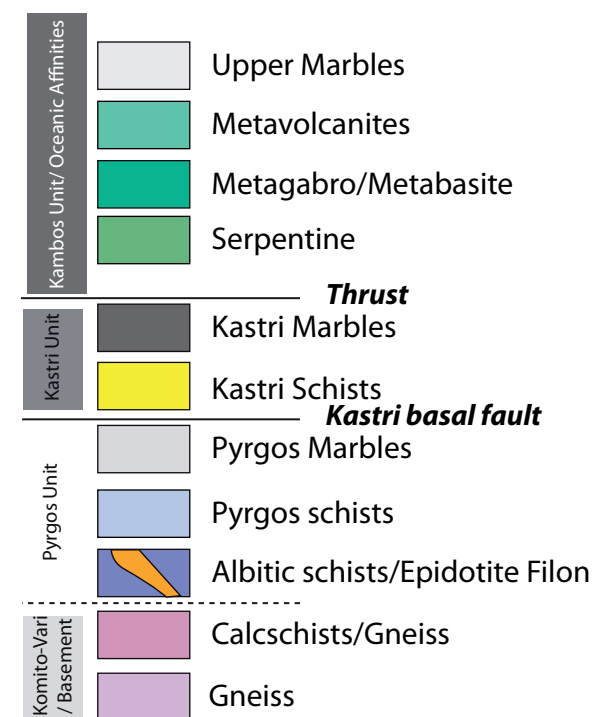 Kambos Unit/ Oceanic Affinities
Upper Marbles
Metavolcanites
Metagabro/Metabasite
Serpentine
Thrust
Kastri Unit
Kastri Marbles
Kastri Schists
Kastri basal fault
Pyrgos Unit
Pyrgos Marbles
Pyrgos schists
Albitic schists/Epidotite Filon
Komito-Vari
/ Basement
Calcschists/Gneiss
Gneiss